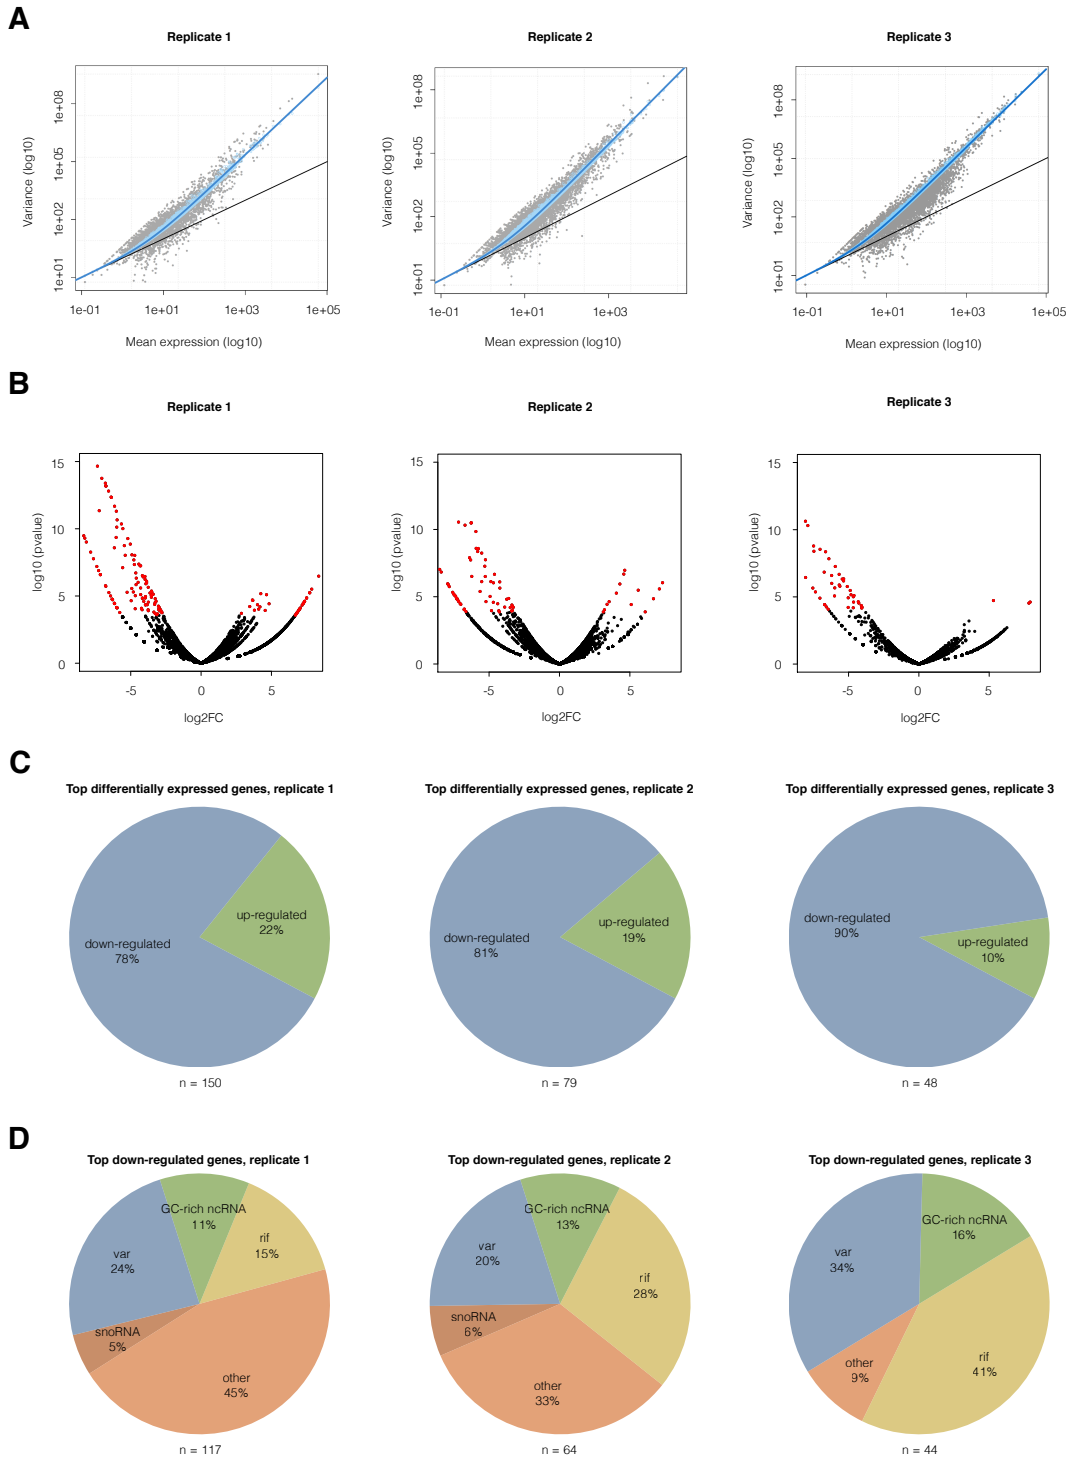 A
Replicate 1
Replicate 2
Replicate 3
Variance (log10)
1e+08
1e+05
1e+02
1e+01
1e-01
1e+01
1e+03
1e+05
Mean expression (log10)
Variance (log10)
1e+08
1e+05
1e+02
1e+01
1e-01
1e+01
1e+03
Mean expression (log10)
Variance (log10)
1e+08
1e+05
1e+02
1e+01
1e-01
1e+01
1e+03
1e+05
Mean expression (log10)
B
Replicate 1
Replicate 2
Replicate 3
log10 (pvalue)
15
10
5
0
-5
0
5
log2FC
log10 (pvalue)
15
10
5
0
-5
0
5
log2FC
log10 (pvalue)
15
10
5
0
-5
0
5
log2FC
C
Top differentially expressed genes, replicate 1
up-regulated
22%
down-regulated
78%
n = 150
Top differentially expressed genes, replicate 2
up-regulated
19%
down-regulated
81%
n = 79
Top differentially expressed genes, replicate 3
down-regulated
90%
up-regulated
10%
n = 48
D
Top down-regulated genes, replicate 1
GC-rich ncRNA
11%
rif
15%
var
24%
snoRNA
5%
other
45%
n = 117
Top down-regulated genes, replicate 2
GC-rich ncRNA
13%
var
20%
rif
28%
snoRNA
6%
other
33%
n = 64
Top down-regulated genes, replicate 3
GC-rich ncRNA
16%
var
34%
other
9%
rif
41%
n = 44